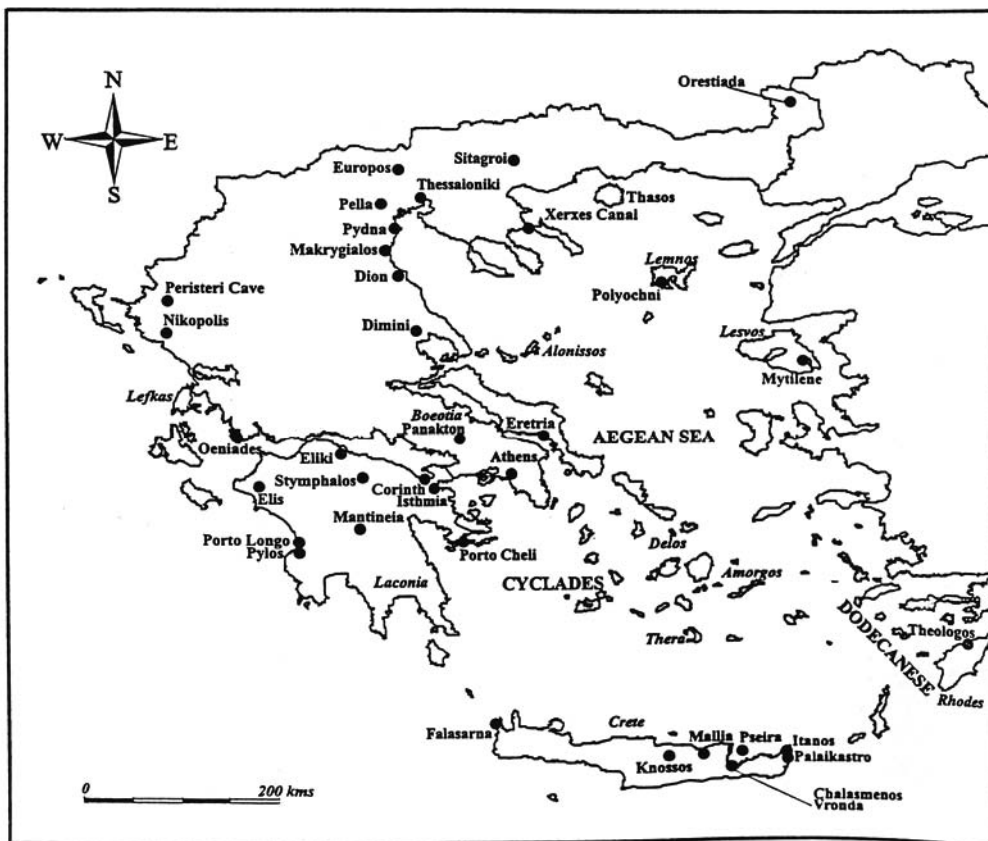 Orestiada
N
W
E
S
Europos
Sitagroi
Thessaloniki
Thasos
Pella
Xerxes Canal
Pydna
Makrygialos
Lemnos
Dion
Polyochni
Peristeri Cave
Nikopolis
Dimini
Lesvos
Alonissos
Mytilene
Lefkas
Boeotia
Panakton
Eretria
AEGEAN SEA
Oeniades
Eliki
Athens
Stymphalos
Corinth
Elis
Isthmia
Mantineia
Porto Longo
Pylos
Porto Cheli
Delos
Laconia
CYCLADES
Amorgos
DODECANESE
Theologos
Thera
Rhodes
Crete
Falasarna
Mallia
Pseira
Itanos
Knossos
Palaikastro
0
200 kms
Chalasmenos
Vronda